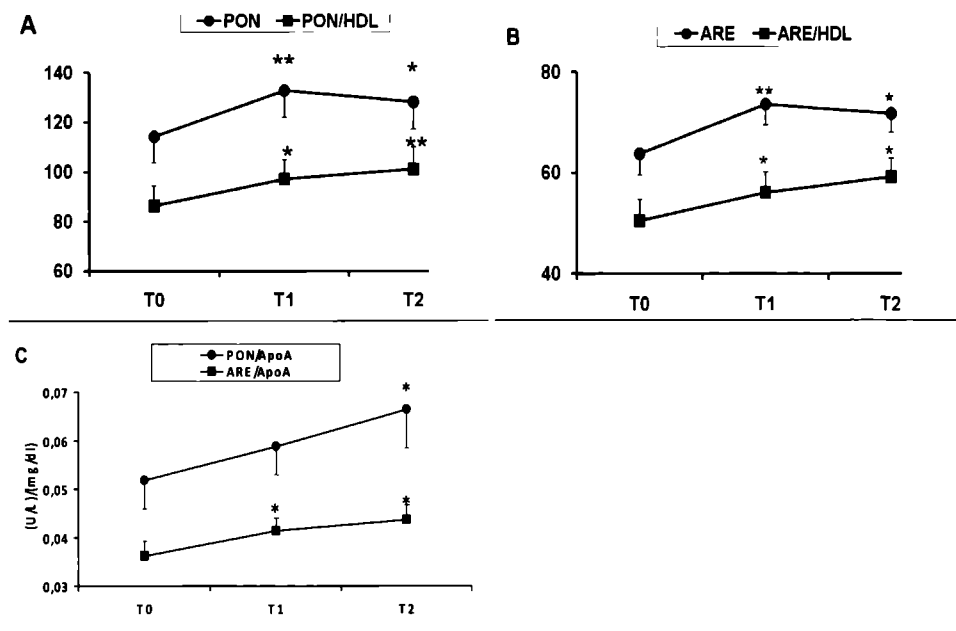 A
PON PON/HDL
140
120
100
80
60
** *
* **
T0 T1 T2
B
ARE ARE/HDL
80
60
40
** *
* *
T0 T1 T2
C
PON/ApoA
ARE/ApoA
(U/L)/(mg/dl)
0,07
0,06
0,05
0,04
0,03
*
* *
T0 T1 T2